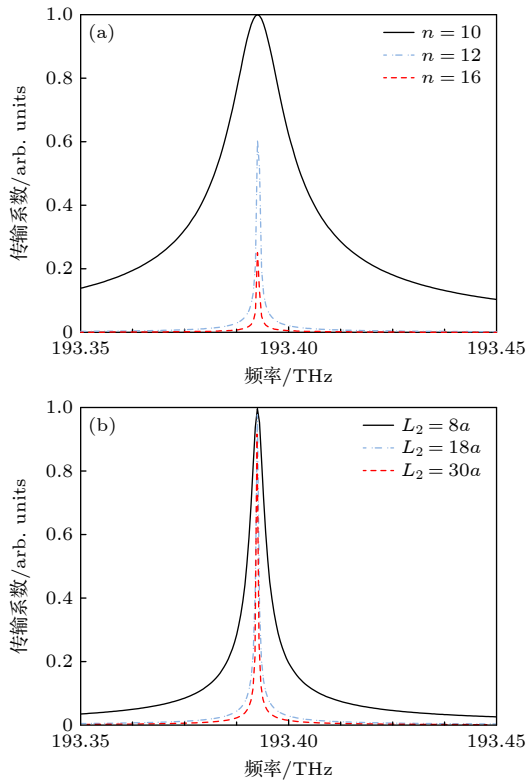 (a)
n = 10
n = 12
n = 16
1.0
0.8
0.6
0.4
0.2
0
传输系数/arb. units
193.35
193.40
193.45
频率/THz
(b)
L₂ = 8a
L₂ = 18a
L₂ = 30a
1.0
0.8
0.6
0.4
0.2
0
传输系数/arb. units
193.35
193.40
193.45
频率/THz